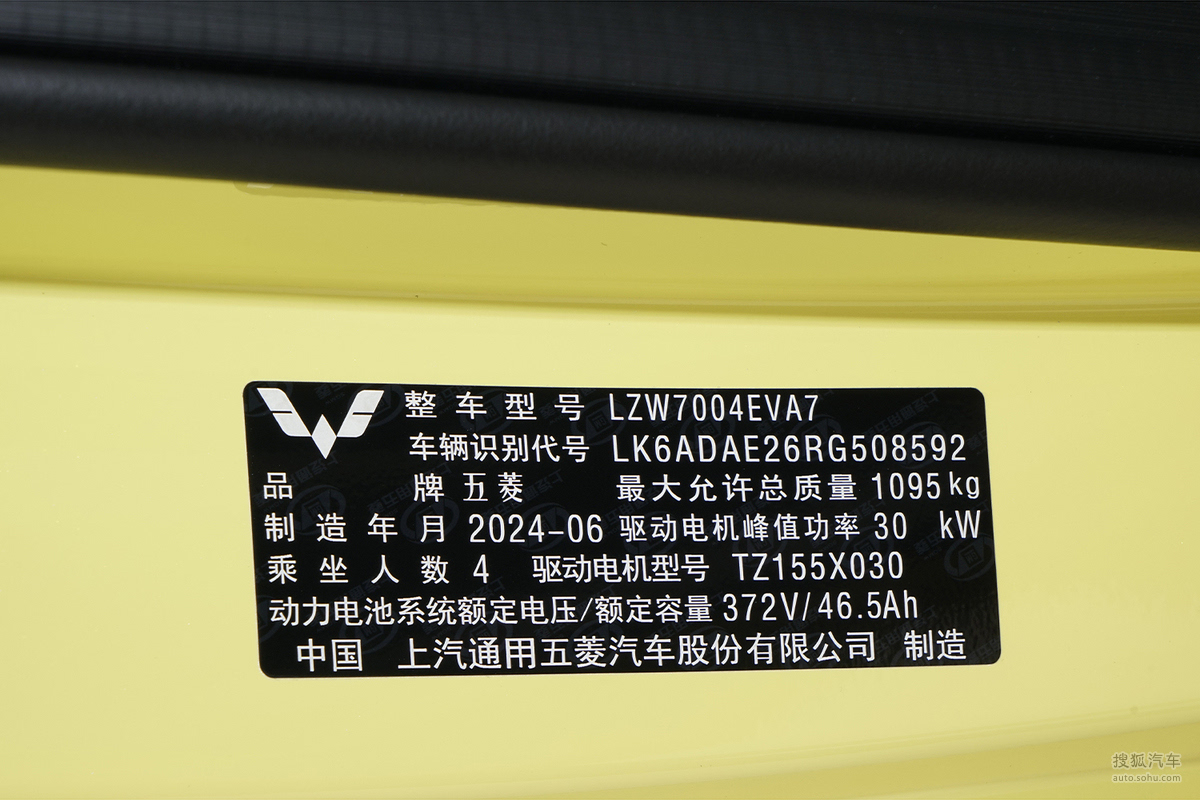 整车型号 LZW7004EVA7
车辆识别代号 LK6ADAE26RG508592
品牌 五菱 最大允许总质量 1095kg
制造年月 2024-06 驱动电机峰值功率 30 kW
乘坐人数 4 驱动电机型号 TZ155X030
动力电池系统额定电压/额定容量 372V/46.5Ah
中国 上汽通用五菱汽车股份有限公司 制造
搜狐汽车
auto.sohu.com